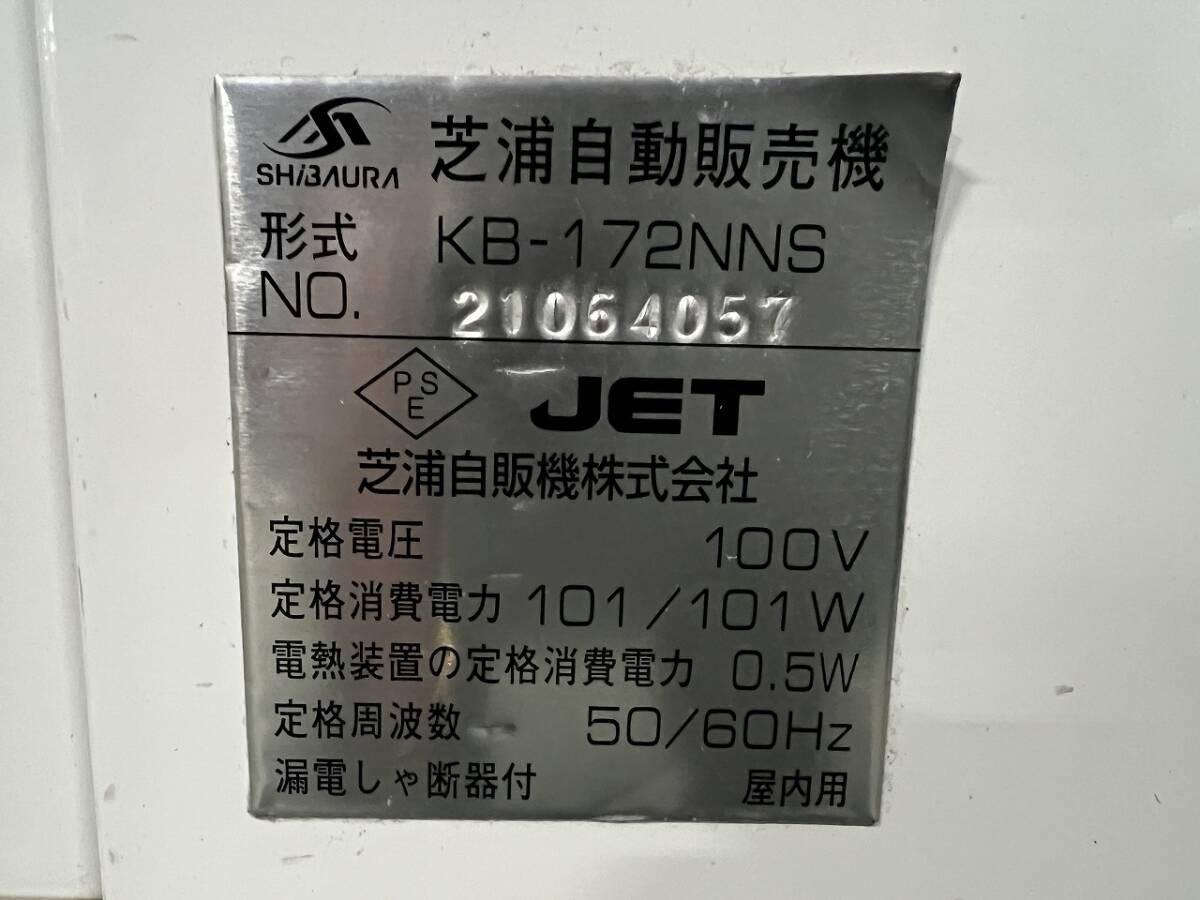 SHiBAURA 芝浦自動販売機
形式 KB-172NNS
NO. 21064057
PSE JET
芝浦自販機株式会社
定格電圧 100V
定格消費電力 101/101W
電熱装置の定格消費電力 0.5W
定格周波数 50/60Hz
漏電しゃ断器付 屋内用